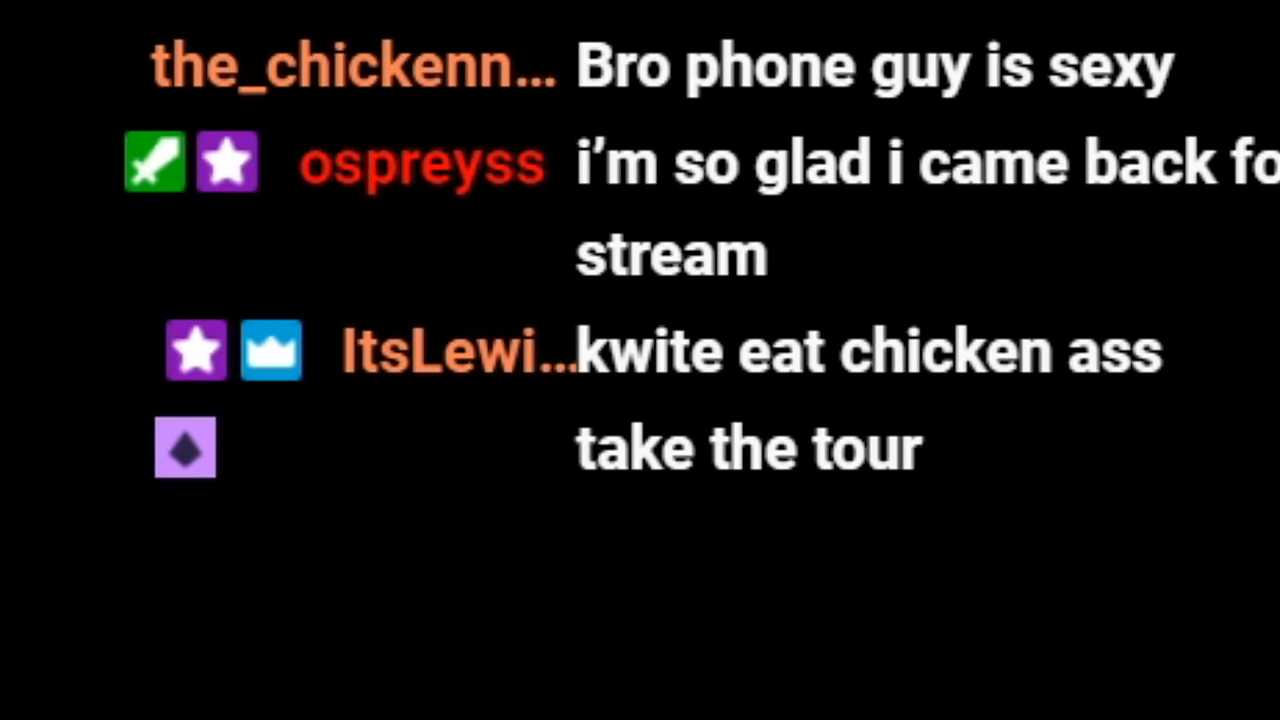 the_chickenn... Bro phone guy is sexy
ospreyss i’m so glad i came back fo
stream
ItsLewi... kwite eat chicken ass
take the tour